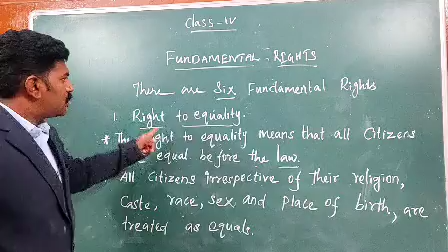 Class-IV
FUNDAMENTAL RIGHTS
There are Six Fundamental Rights
1. Right to equality.
* The right to equality means that all citizens
equal before the law.
All citizens irrespective of their religion,
Caste, race, sex, and place of birth, are
treated as equals.